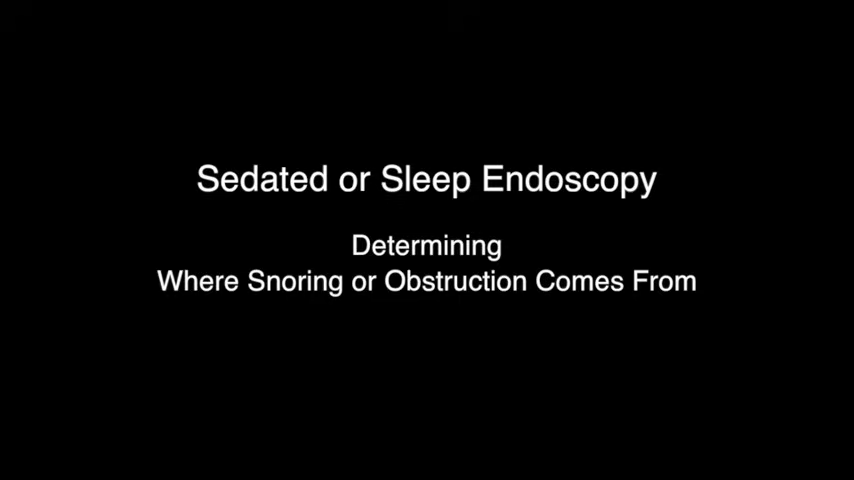 Sedated or Sleep Endoscopy
Determining
Where Snoring or Obstruction Comes From